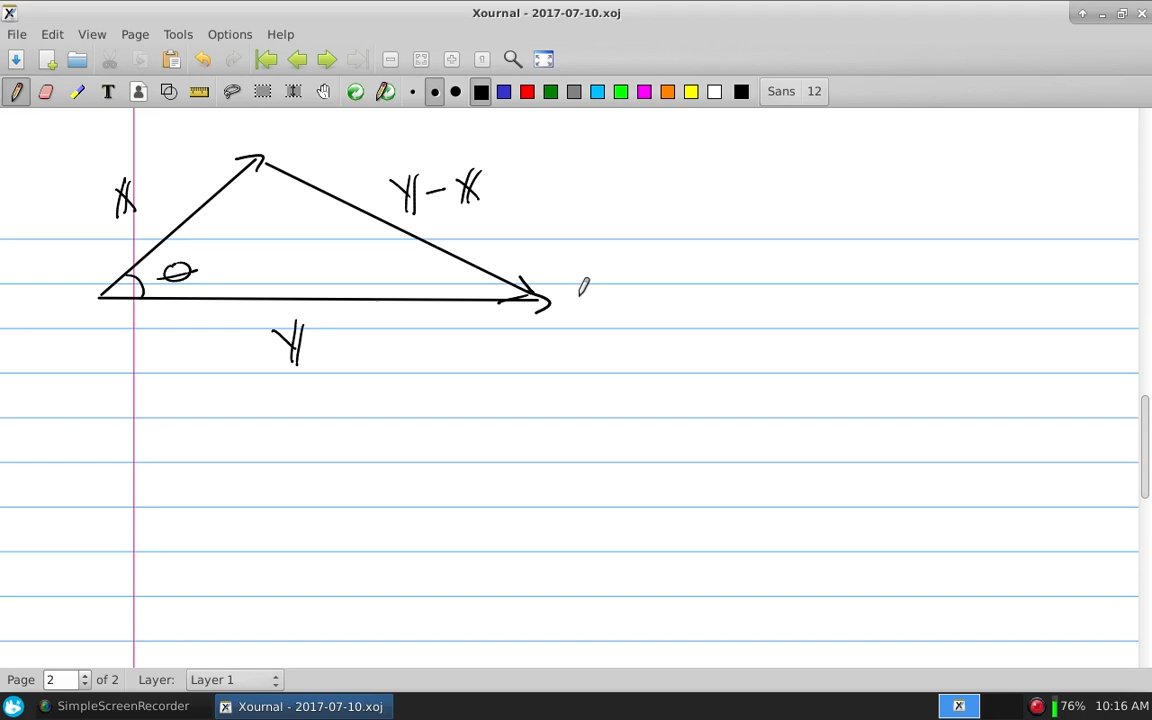 Xournal - 2017-07-10.xoj
File Edit View Page Tools Options Help
Sans 12
X
Y - X
θ
Y
Page 2 of 2 Layer: Layer 1
SimpleScreenRecorder Xournal - 2017-07-10.xoj 76% 10:16 AM